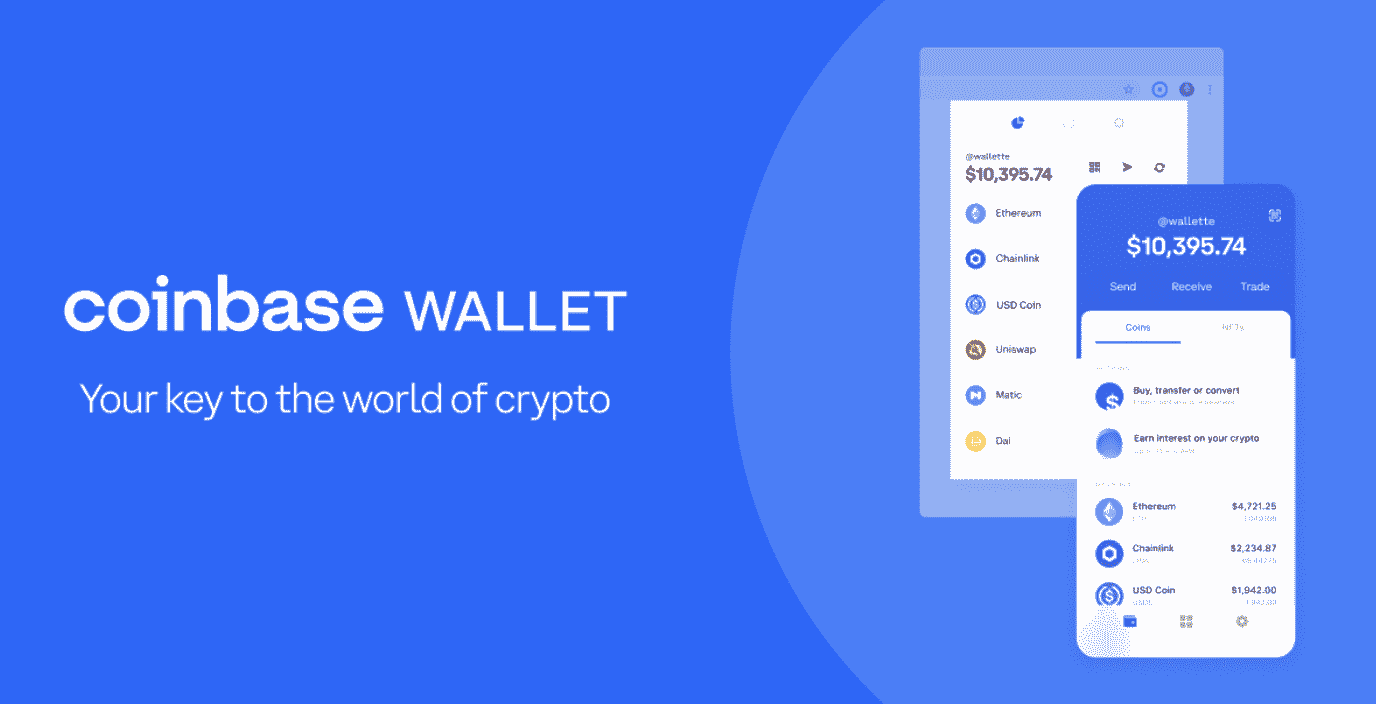 coinbase WALLET
Your key to the world of crypto
@wallette
$10,395.74
Ethereum
Chainlink
USD Coin
Uniswap
Matic
Dai
@wallette
$10,395.74
Send Receive Trade
Coins
Buy, transfer or convert
Earn interest on your crypto
Ethereum $4,721.25
Chainlink $2,234.87
USD Coin $1,942.00